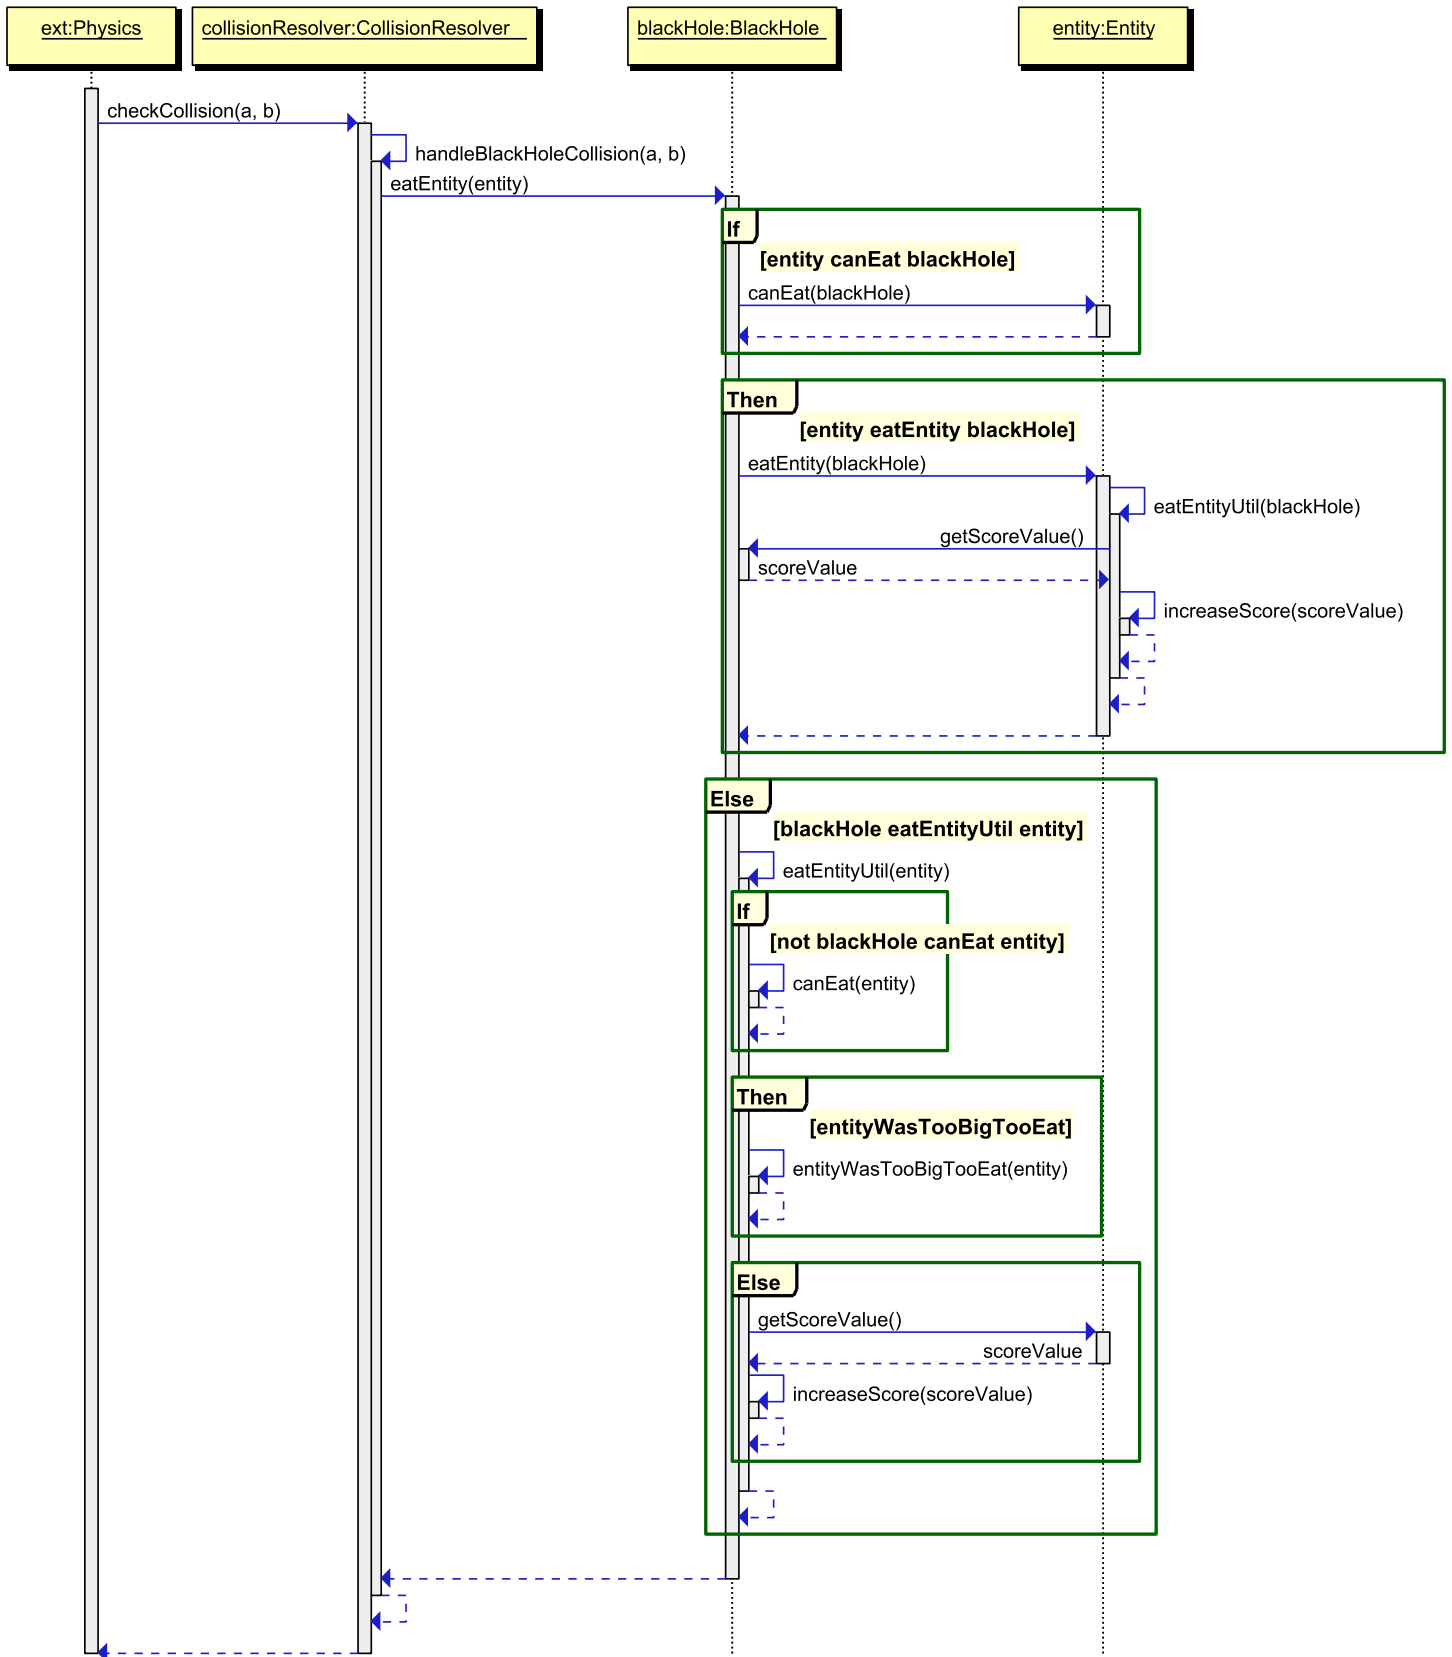 ext:Physics
collisionResolver:CollisionResolver
blackHole:BlackHole
entity:Entity
checkCollision(a, b)
handleBlackHoleCollision(a, b)
eatEntity(entity)
If
[entity canEat blackHole]
canEat(blackHole)
Then
[entity eatEntity blackHole]
eatEntity(blackHole)
eatEntityUtil(blackHole)
getScoreValue()
scoreValue
increaseScore(scoreValue)
Else
[blackHole eatEntityUtil entity]
eatEntityUtil(entity)
If
[not blackHole canEat entity]
canEat(entity)
Then
[entityWasTooBigTooEat]
entityWasTooBigTooEat(entity)
Else
getScoreValue()
scoreValue
increaseScore(scoreValue)